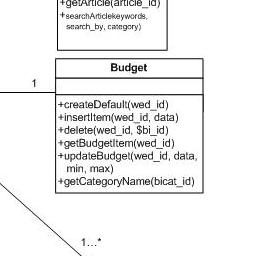 +getArticle(article_id)
+searchArticlekeywords,
search_by, category)
Budget
1
+createDefault(wed_id)
+insertItem(wed_id, data)
+delete(wed_id, $bi_id)
+getBudgetItem(wed_id)
+updateBudget(wed_id, data,
min, max)
+getCategoryName(bicat_id)
1...*